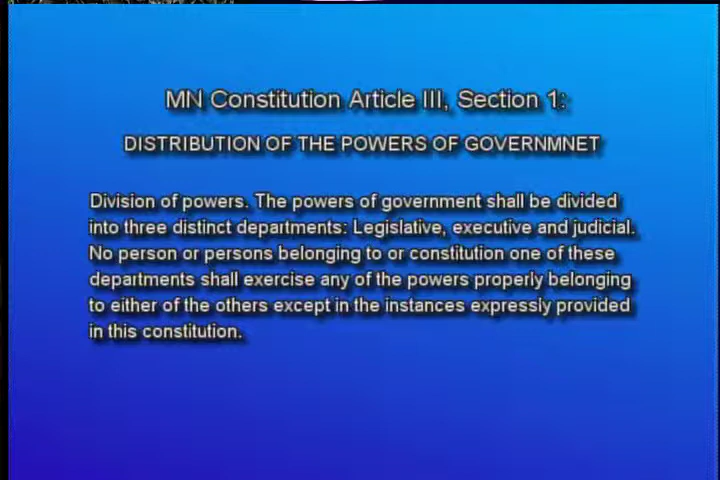 MN Constitution Article III, Section 1:
DISTRIBUTION OF THE POWERS OF GOVERNMNET
Division of powers. The powers of government shall be divided
into three distinct departments: Legislative, executive and judicial.
No person or persons belonging to or constitution one of these
departments shall exercise any of the powers properly belonging
to either of the others except in the instances expressly provided
in this constitution.